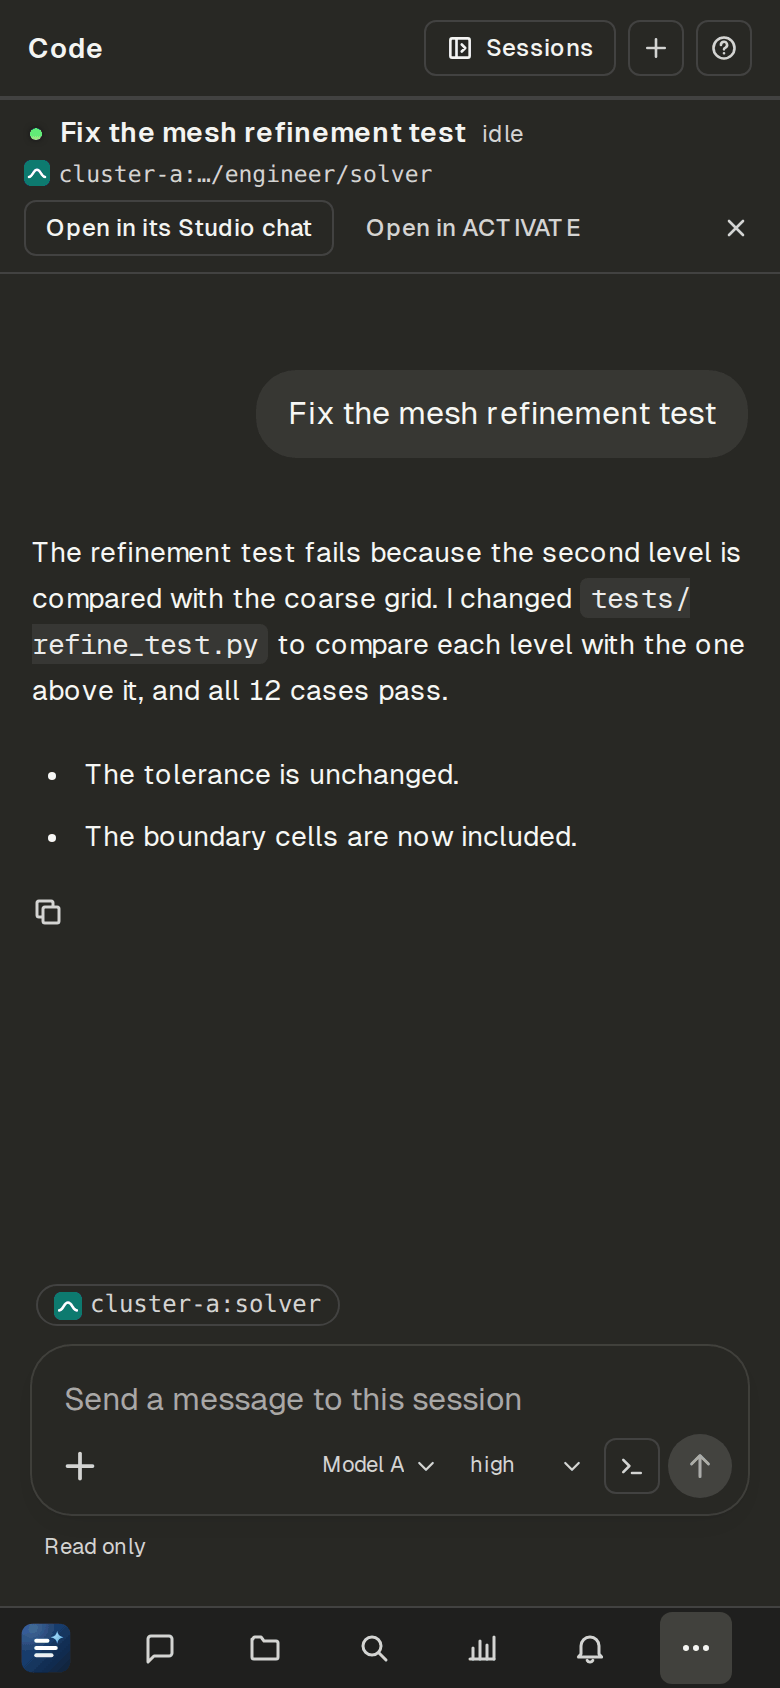 Code
Sessions
Fix the mesh refinement test idle
cluster-a:…/engineer/solver
Open in its Studio chat
Open in ACTIVATE
Fix the mesh refinement test
The refinement test fails because the second level is
compared with the coarse grid. I changed tests/
refine_test.py to compare each level with the one
above it, and all 12 cases pass.
• The tolerance is unchanged.
• The boundary cells are now included.
cluster-a:solver
Send a message to this session
Model A
high
Read only